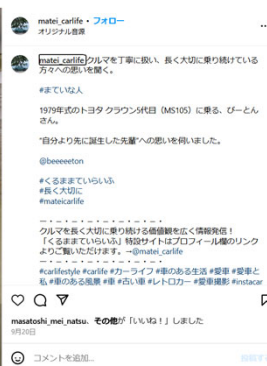 matei_carlife • フォロー
オリジナル音源
matei_carlife クルマを丁寧に扱い、長く大切に乗り続けている
方々への思いを聞く。
#まていな人
1979年式のトヨタ クラウン5代目（MS105）に乗る、びーとん
さん。
"自分より先に誕生した先輩"への思いを伺いました。
@beeeeeton
#くるままていらいふ
#長く大切に
#mateicarlife
—・—・—・—・—・—・—・—
クルマを長く大切に乗り続ける価値観を広く情報発信！
「くるままていらいふ」特設サイトはプロフィール欄のリンク
よりご覧いただけます。→@matei_carlife
—・—・—・—・—・—・—・—
#carlifestyle #carlife #カーライフ #車のある生活 #愛車 #愛車と
私 #車のある風景 #車 #古い車 #レトロカー #愛車撮影 #instacar
masatoshi_mei_natsu、その他が「いいね！」しました
9月20日
コメントを追加...
投稿する